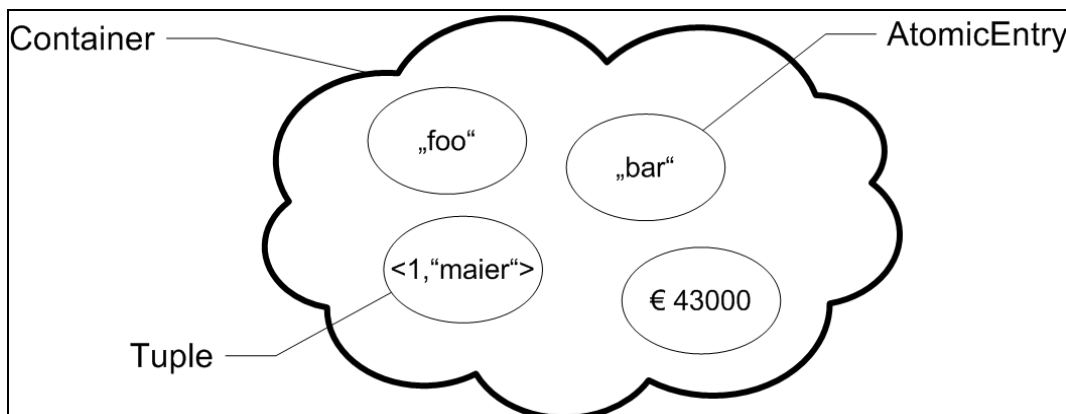 Container
AtomicEntry
„foo“
„bar“
<1,“maier“>
€ 43000
Tuple